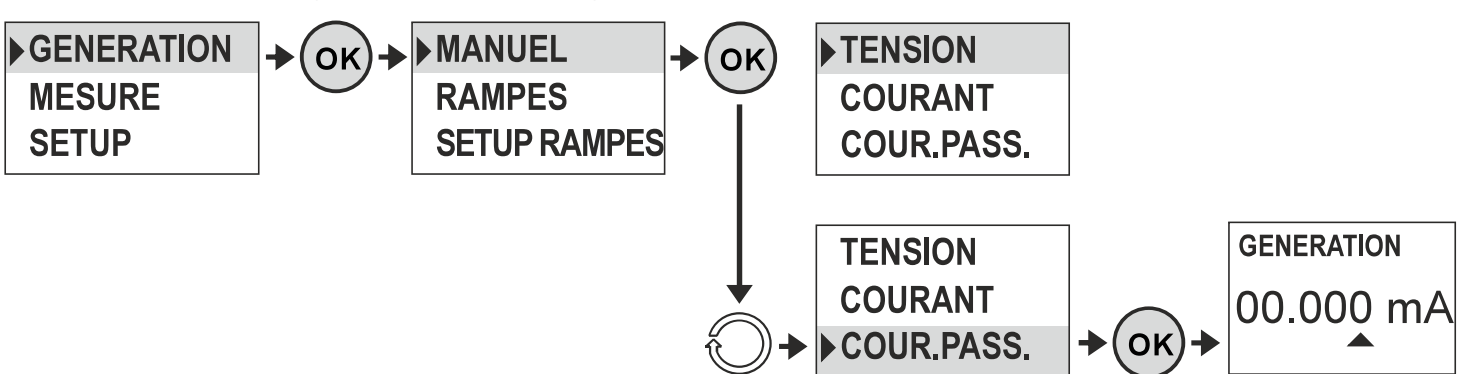 GENERATION
MESURE
SETUP
OK
MANUEL
RAMPES
SETUP RAMPES
OK
TENSION
COURANT
COUR.PASS.
TENSION
COURANT
COUR.PASS.
OK
GENERATION
00.000 mA